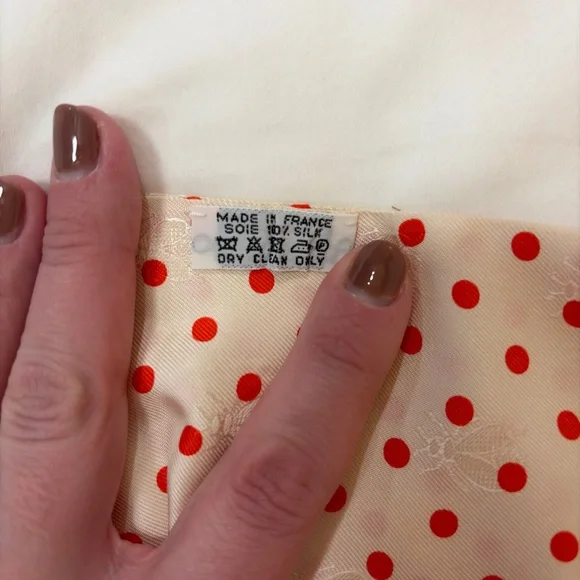 MADE IN FRANCE
SOIE 10% SILK
DRY CLEAN ONLY